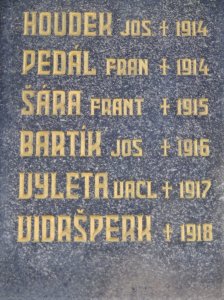 HOUDEK JOS † 1914
PEDÁL FRAN † 1914
ŠÁRA FRANT † 1915
BARTÍK JOS † 1916
VYLETA VACL † 1917
VIDRŠPERK † 1918